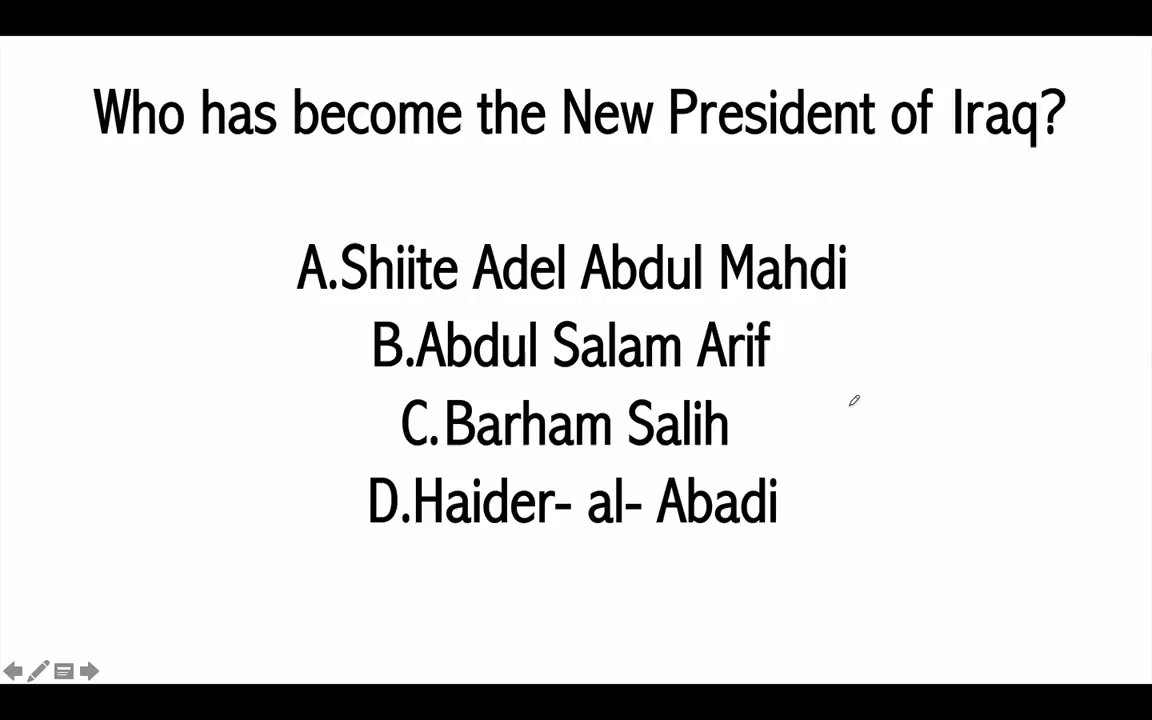 Who has become the New President of Iraq?
A.Shiite Adel Abdul Mahdi
B.Abdul Salam Arif
C.Barham Salih
D.Haider- al- Abadi